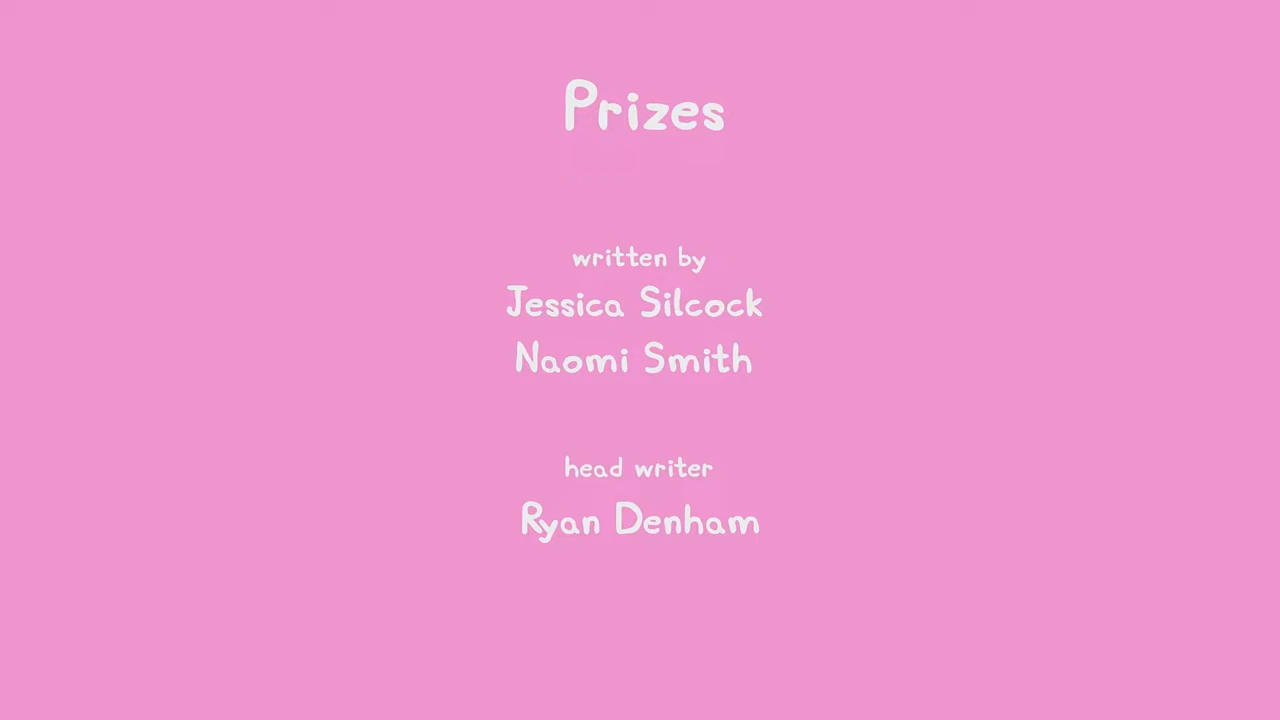 Prizes
written by
Jessica Silcock
Naomi Smith
head writer
Ryan Denham